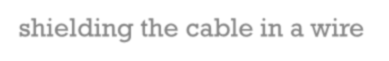 shielding the cable in a wire